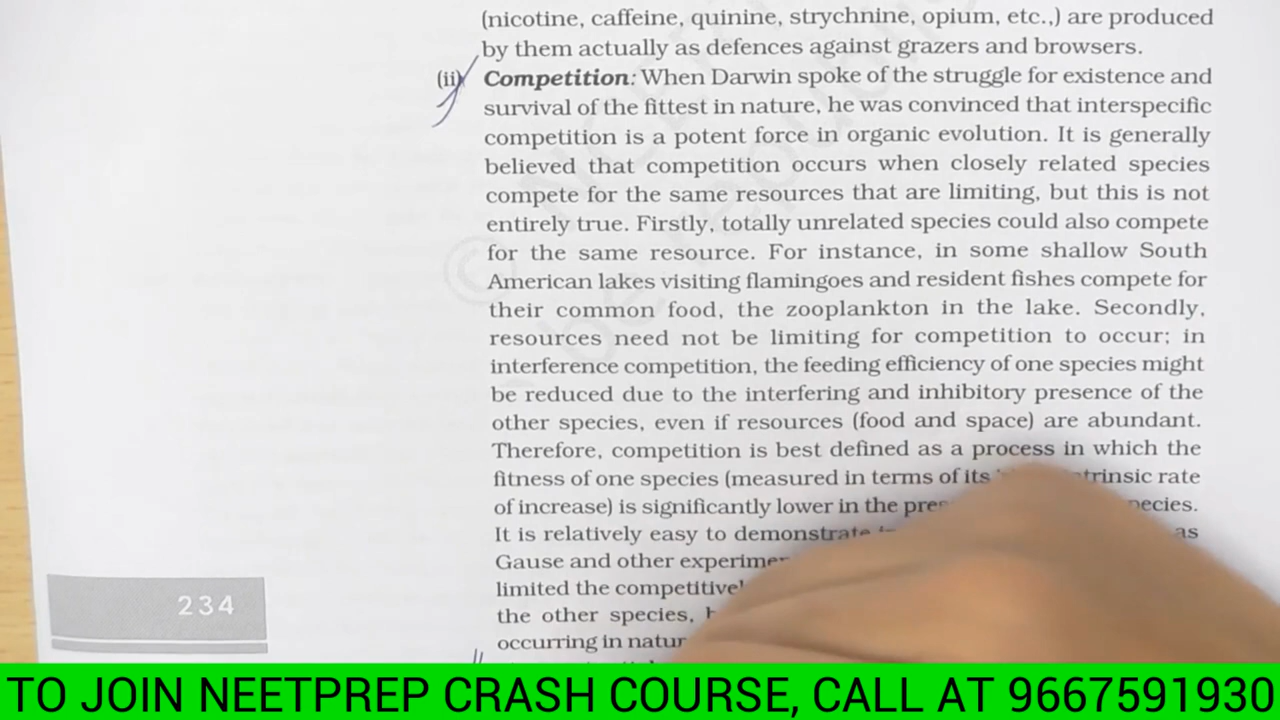 (nicotine, caffeine, quinine, strychnine, opium, etc.,) are produced
by them actually as defences against grazers and browsers.
(ii) Competition: When Darwin spoke of the struggle for existence and
survival of the fittest in nature, he was convinced that interspecific
competition is a potent force in organic evolution. It is generally
believed that competition occurs when closely related species
compete for the same resources that are limiting, but this is not
entirely true. Firstly, totally unrelated species could also compete
for the same resource. For instance, in some shallow South
American lakes visiting flamingoes and resident fishes compete for
their common food, the zooplankton in the lake. Secondly,
resources need not be limiting for competition to occur; in
interference competition, the feeding efficiency of one species might
be reduced due to the interfering and inhibitory presence of the
other species, even if resources (food and space) are abundant.
Therefore, competition is best defined as a process in which the
fitness of one species (measured in terms of its rate
of increase) is significantly lower in the
It is relatively easy to demonstrate as
Gause and other
limited the
the other species,
occurring in
234
TO JOIN NEETPREP CRASH COURSE, CALL AT 9667591930